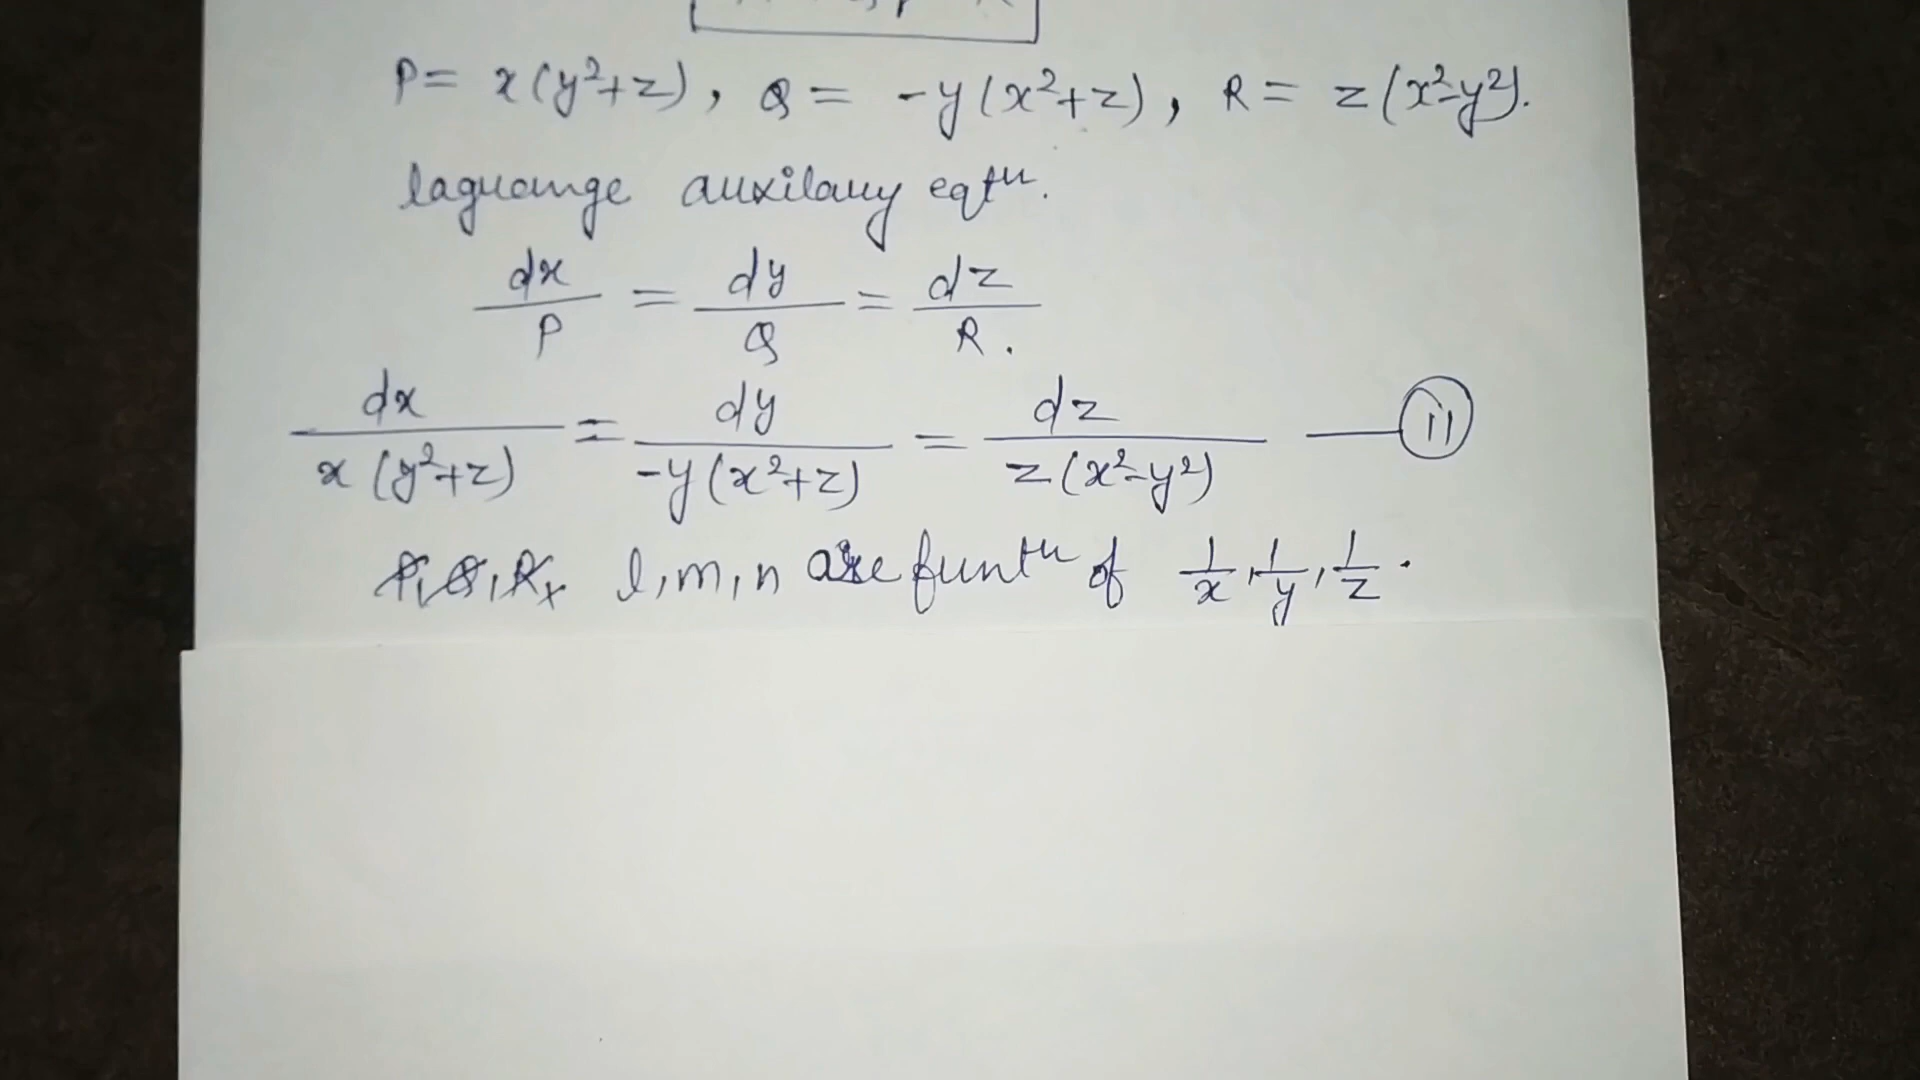 P = x(y²+z), Q = -y(x²+z), R = z(x²-y²).
lagrange auxilary eqtn.
dx/P = dy/Q = dz/R.
dx/x(y²+z) = dy/-y(x²+z) = dz/z(x²-y²) — (ii)
P, Q, R, l, m, n are funtn of 1/x, 1/y, 1/z.